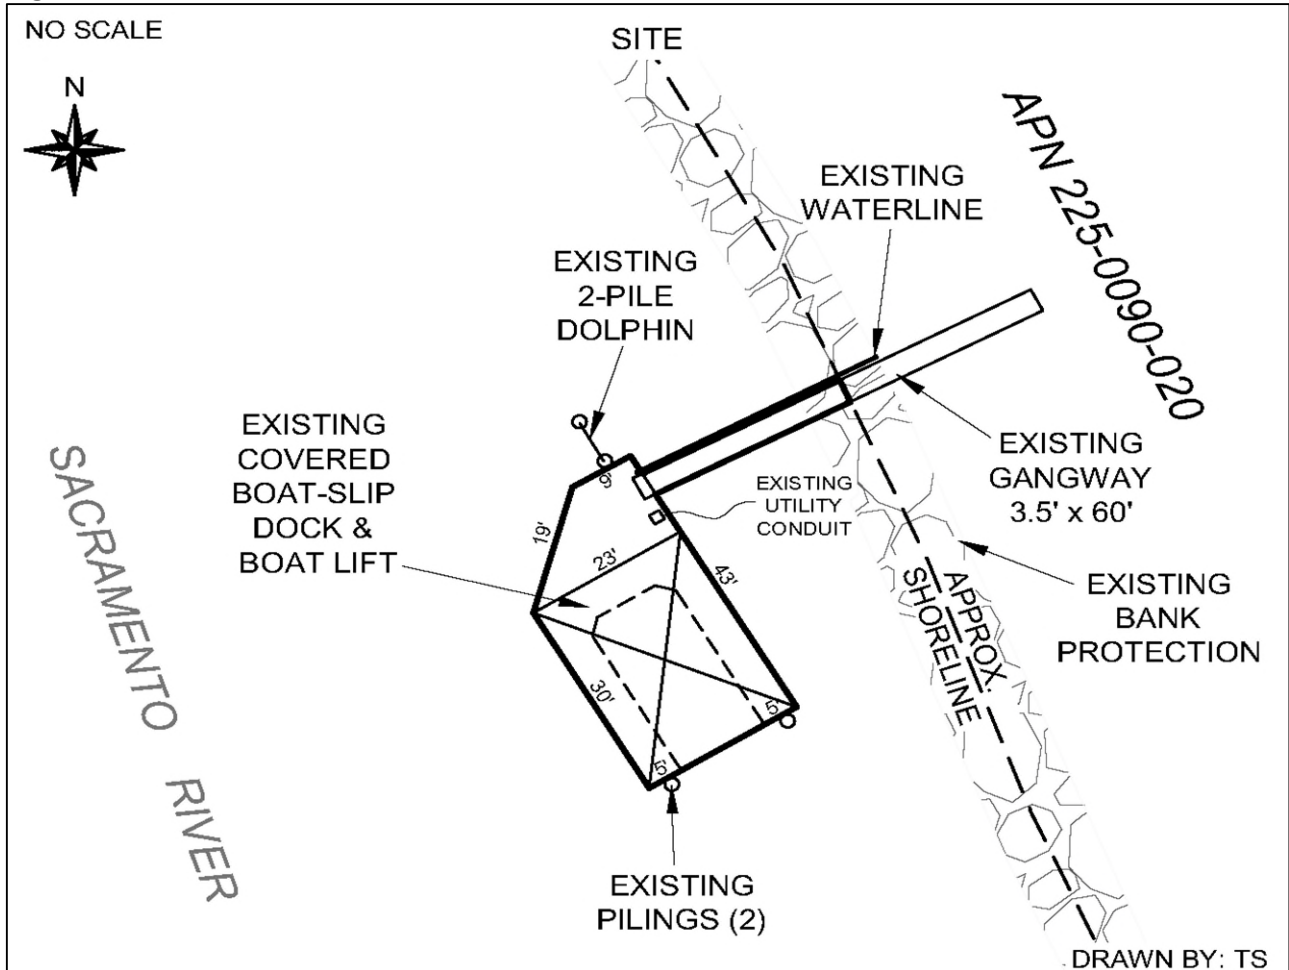 NO SCALE
SITE
N
APN 225-0090-020
EXISTING
WATERLINE
EXISTING
2-PILE
DOLPHIN
EXISTING
COVERED
BOAT-SLIP
DOCK &
BOAT LIFT
EXISTING
GANGWAY
3.5' x 60'
EXISTING
UTILITY
CONDUIT
9'
19'
23'
43'
30'
5'
5'
EXISTING
BANK
PROTECTION
APPROX.
SHORELINE
SACRAMENTO RIVER
EXISTING
PILINGS (2)
DRAWN BY: TS